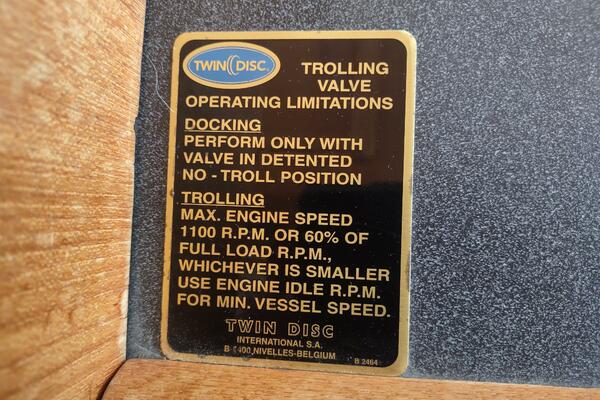 TWIN DISC
TROLLING
VALVE
OPERATING LIMITATIONS
DOCKING
PERFORM ONLY WITH
VALVE IN DETENTED
NO - TROLL POSITION
TROLLING
MAX. ENGINE SPEED
1100 R.P.M. OR 60% OF
FULL LOAD R.P.M.,
WHICHEVER IS SMALLER
USE ENGINE IDLE R.P.M.
FOR MIN. VESSEL SPEED.
TWIN DISC
INTERNATIONAL S.A.
NIVELLES-BELGIUM
B 2464